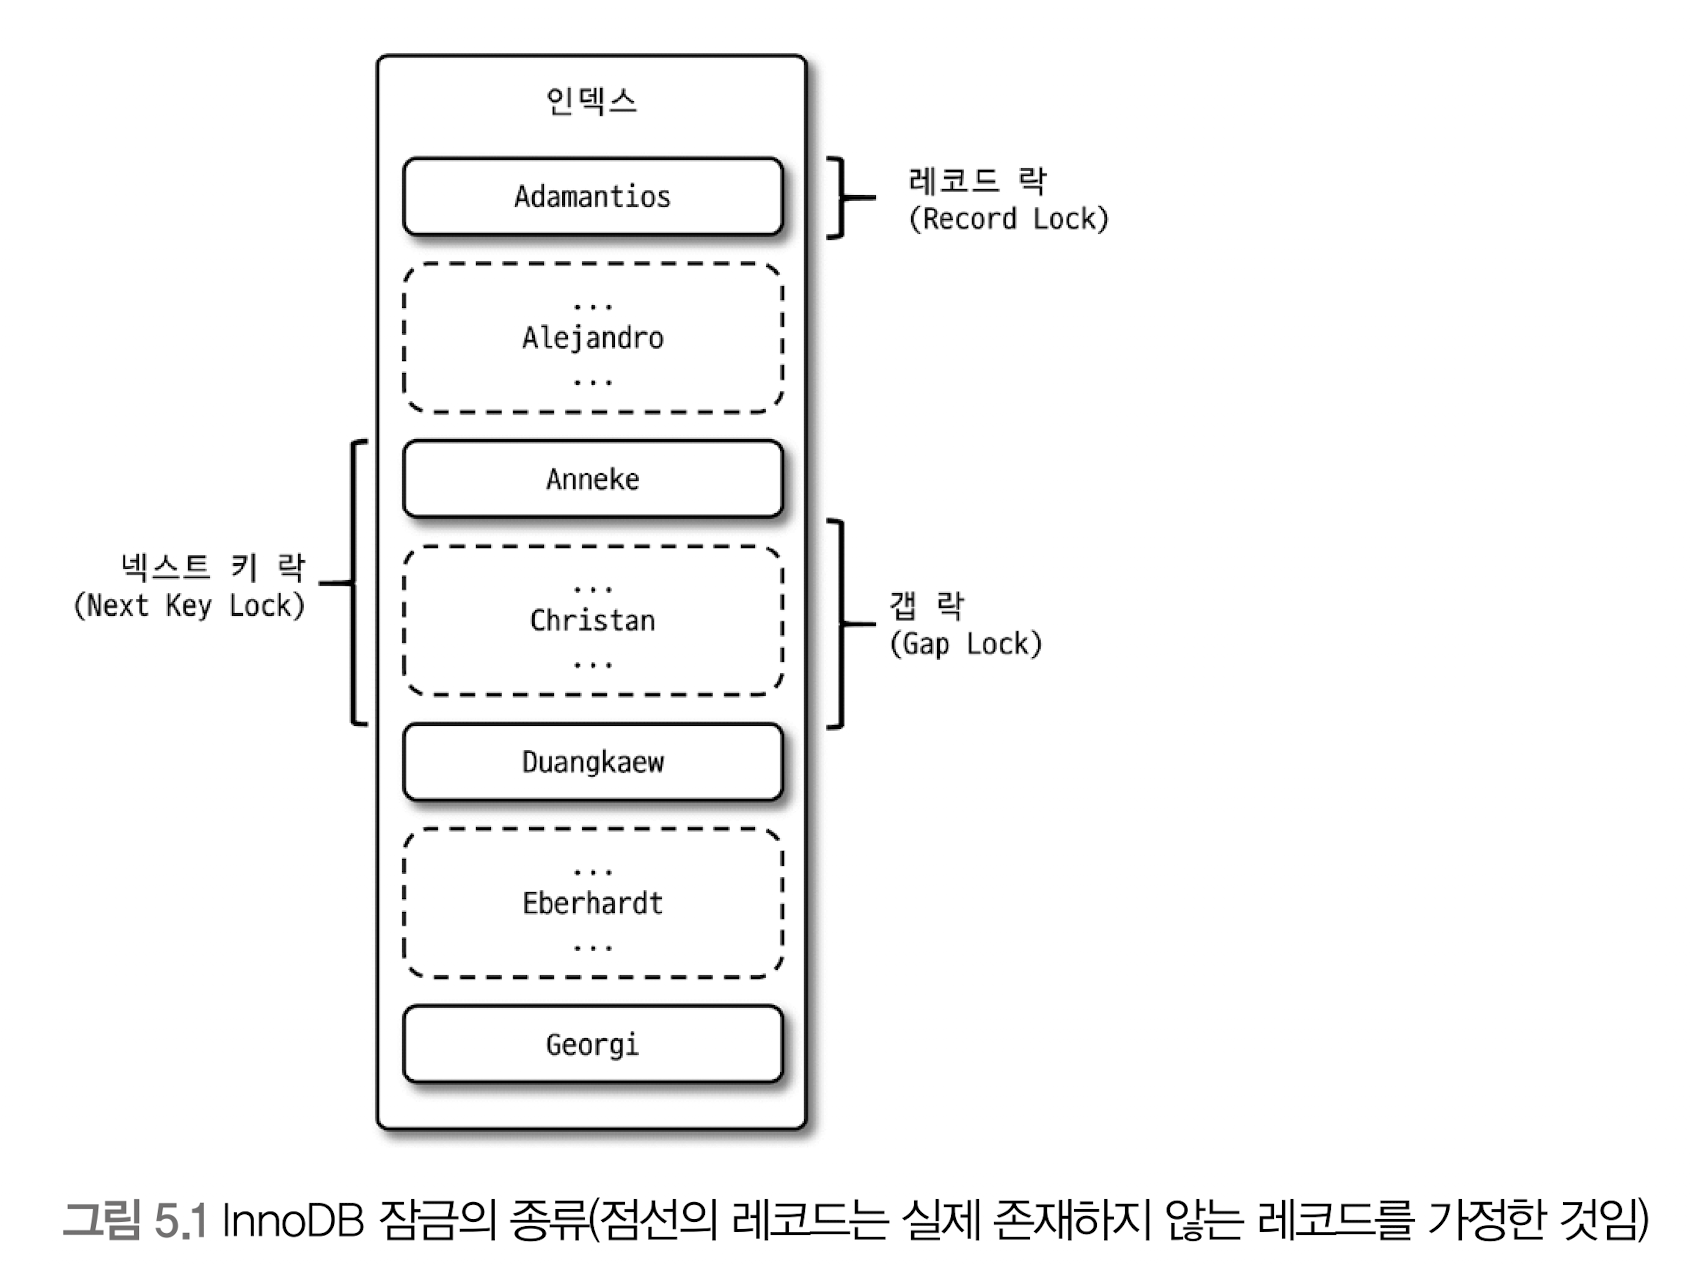 인덱스
Adamantios
레코드 락
(Record Lock)
...
Alejandro
...
Anneke
넥스트 키 락
(Next Key Lock)
...
Christan
...
갭 락
(Gap Lock)
Duangkaew
...
Eberhardt
...
Georgi
그림 5.1 InnoDB 잠금의 종류(점선의 레코드는 실제 존재하지 않는 레코드를 가정한 것임)